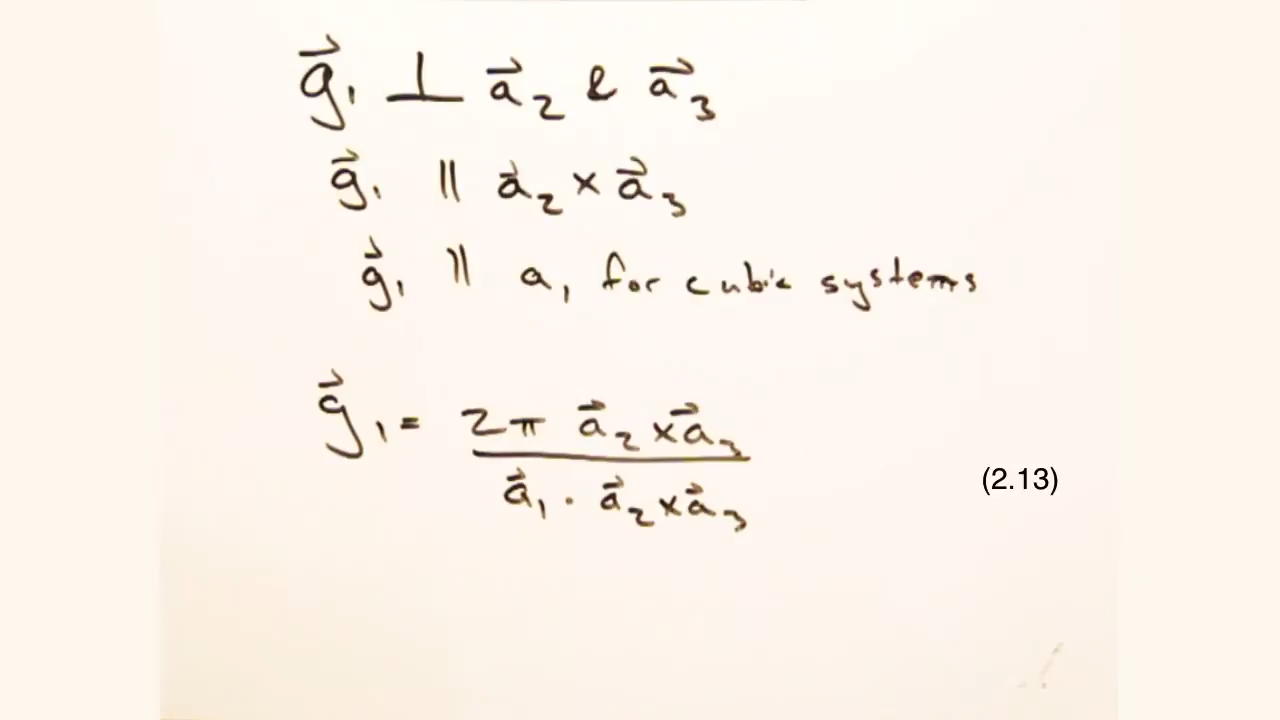 g⃗₁ ⊥ a⃗₂ & a⃗₃
g⃗₁ ∥ a⃗₂ × a⃗₃
g⃗₁ ∥ a₁ for cubic systems
g⃗₁ = 2π a⃗₂ × a⃗₃ / a⃗₁ · a⃗₂ × a⃗₃
(2.13)